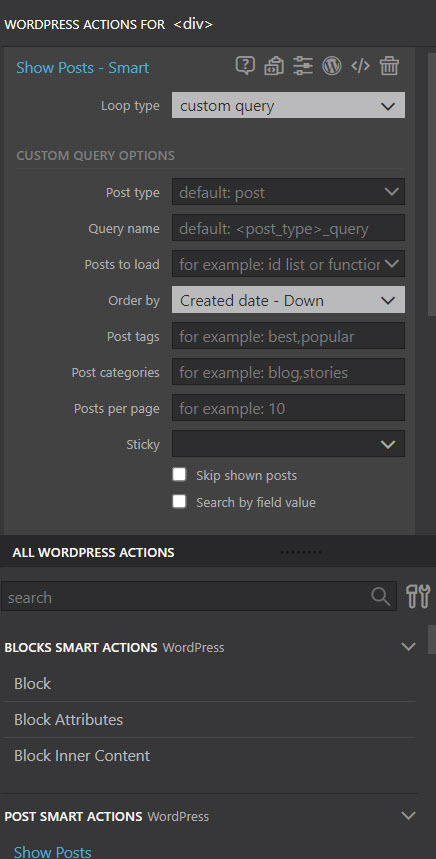 WORDPRESS ACTIONS FOR <div>
Show Posts - Smart
Loop type custom query
CUSTOM QUERY OPTIONS
Post type default: post
Query name default: <post_type>_query
Posts to load for example: id list or function
Order by Created date - Down
Post tags for example: best,popular
Post categories for example: blog,stories
Posts per page for example: 10
Sticky
Skip shown posts
Search by field value
ALL WORDPRESS ACTIONS
search
BLOCKS SMART ACTIONS WordPress
Block
Block Attributes
Block Inner Content
POST SMART ACTIONS WordPress
Show Posts